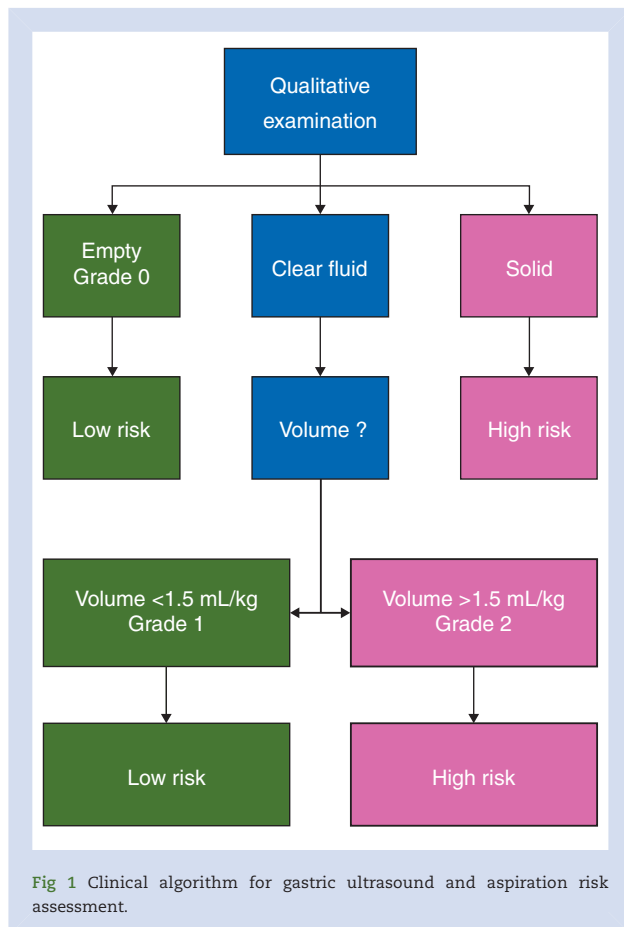 Qualitative
examination
Empty
Grade 0
Clear fluid
Solid
Low risk
Volume ?
High risk
Volume <1.5 mL/kg
Grade 1
Volume >1.5 mL/kg
Grade 2
Low risk
High risk
Fig 1 Clinical algorithm for gastric ultrasound and aspiration risk
assessment.